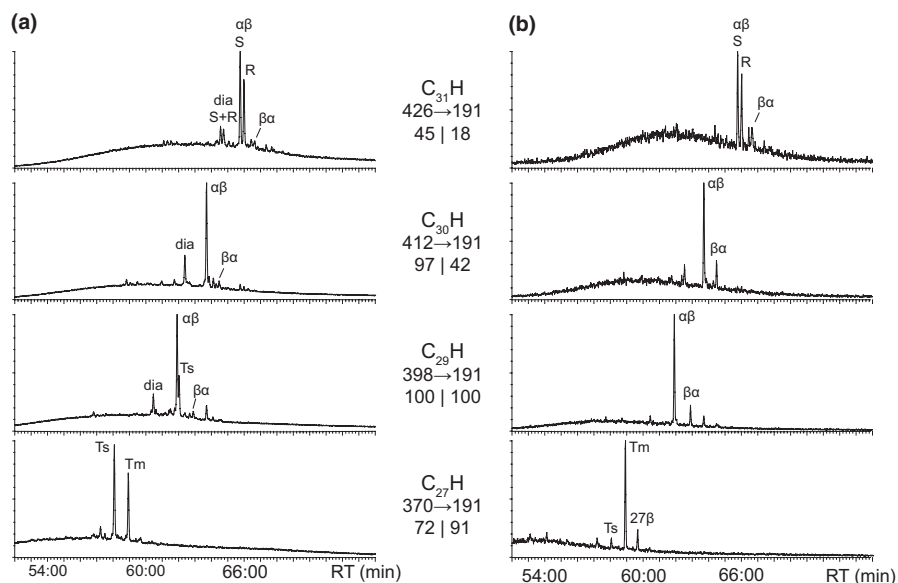 (a)
αβ
S
R
dia
S+R
βα
C₃₁H
426→191
45 | 18
(b)
αβ
S
R
βα
αβ
dia
βα
C₃₀H
412→191
97 | 42
αβ
βα
αβ
Ts
dia
βα
C₂₉H
398→191
100 | 100
αβ
βα
Ts
Tm
C₂₇H
370→191
72 | 91
Tm
Ts
27β
54:00 60:00 66:00 RT (min)
54:00 60:00 66:00 RT (min)